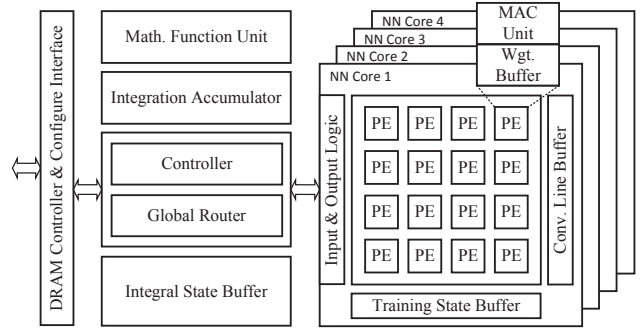 DRAM Controller & Configure Interface
Math. Function Unit
Integration Accumulator
Controller
Global Router
Integral State Buffer
NN Core 4
NN Core 3
NN Core 2
NN Core 1
MAC
Unit
Wgt.
Buffer
Input & Output Logic
PE PE PE PE
PE PE PE PE
PE PE PE PE
PE PE PE PE
Conv. Line Buffer
Training State Buffer